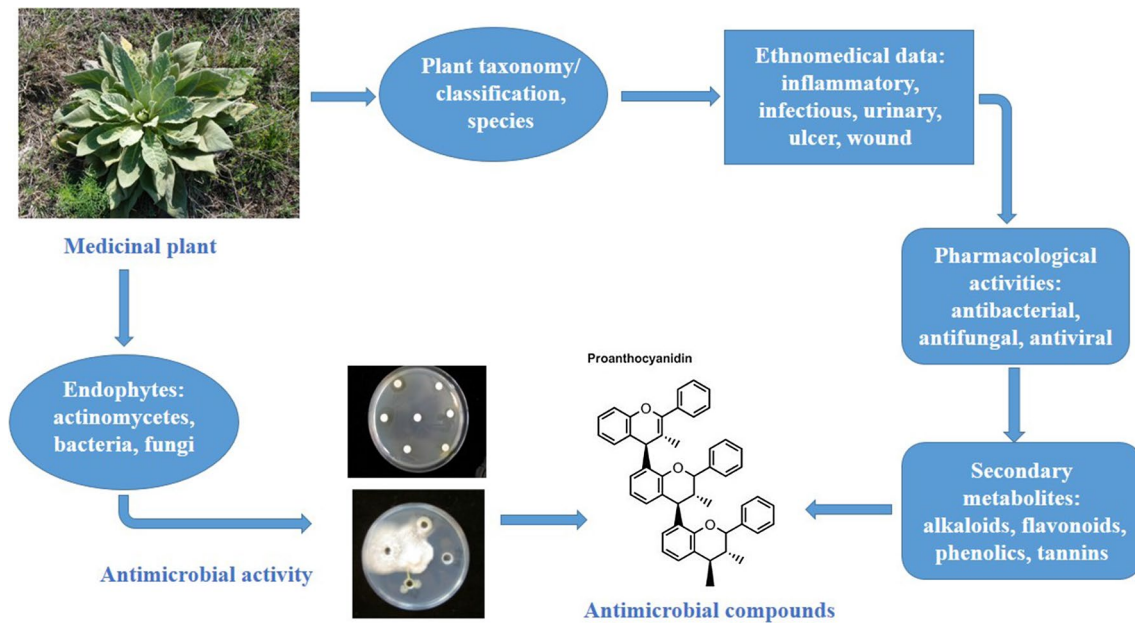 Plant taxonomy/
classification,
species
Ethnomedical data:
inflammatory,
infectious, urinary,
ulcer, wound
Medicinal plant
Pharmacological
activities:
antibacterial,
antifungal, antiviral
Endophytes:
actinomycetes,
bacteria, fungi
Proanthocyanidin
O
O
O
Secondary
metabolites:
alkaloids, flavonoids,
phenolics, tannins
Antimicrobial activity
Antimicrobial compounds